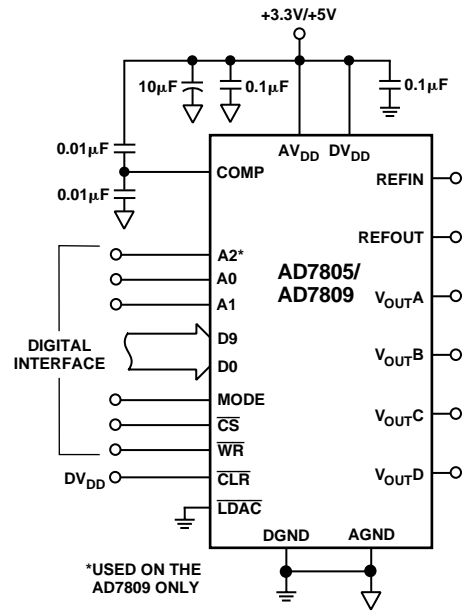 +3.3V/+5V
10μF
0.1μF
0.1μF
0.01μF
0.01μF
AVDD DVDD
COMP
REFIN
REFOUT
A2*
A0
A1
AD7805/
AD7809
VOUTA
D9
D0
DIGITAL
INTERFACE
VOUTB
MODE
CS
WR
VOUTC
DVDD
CLR
VOUTD
LDAC
DGND
AGND
*USED ON THE
AD7809 ONLY